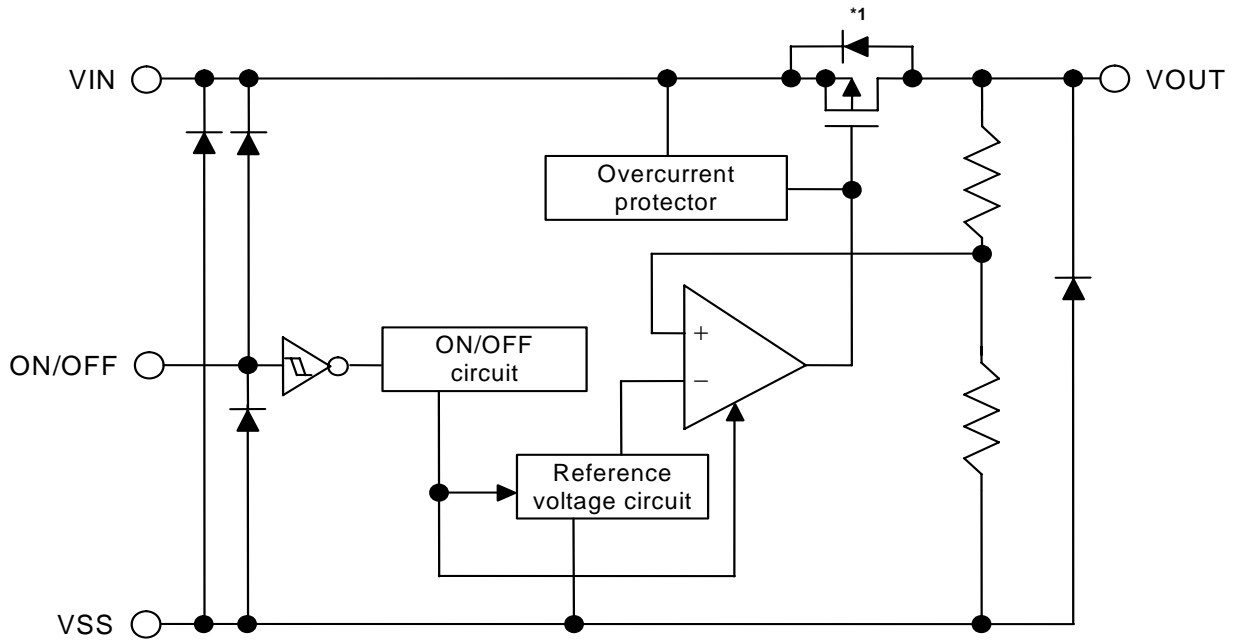 *1
VIN
VOUT
Overcurrent
protector
+
−
ON/OFF
ON/OFF
circuit
Reference
voltage circuit
VSS